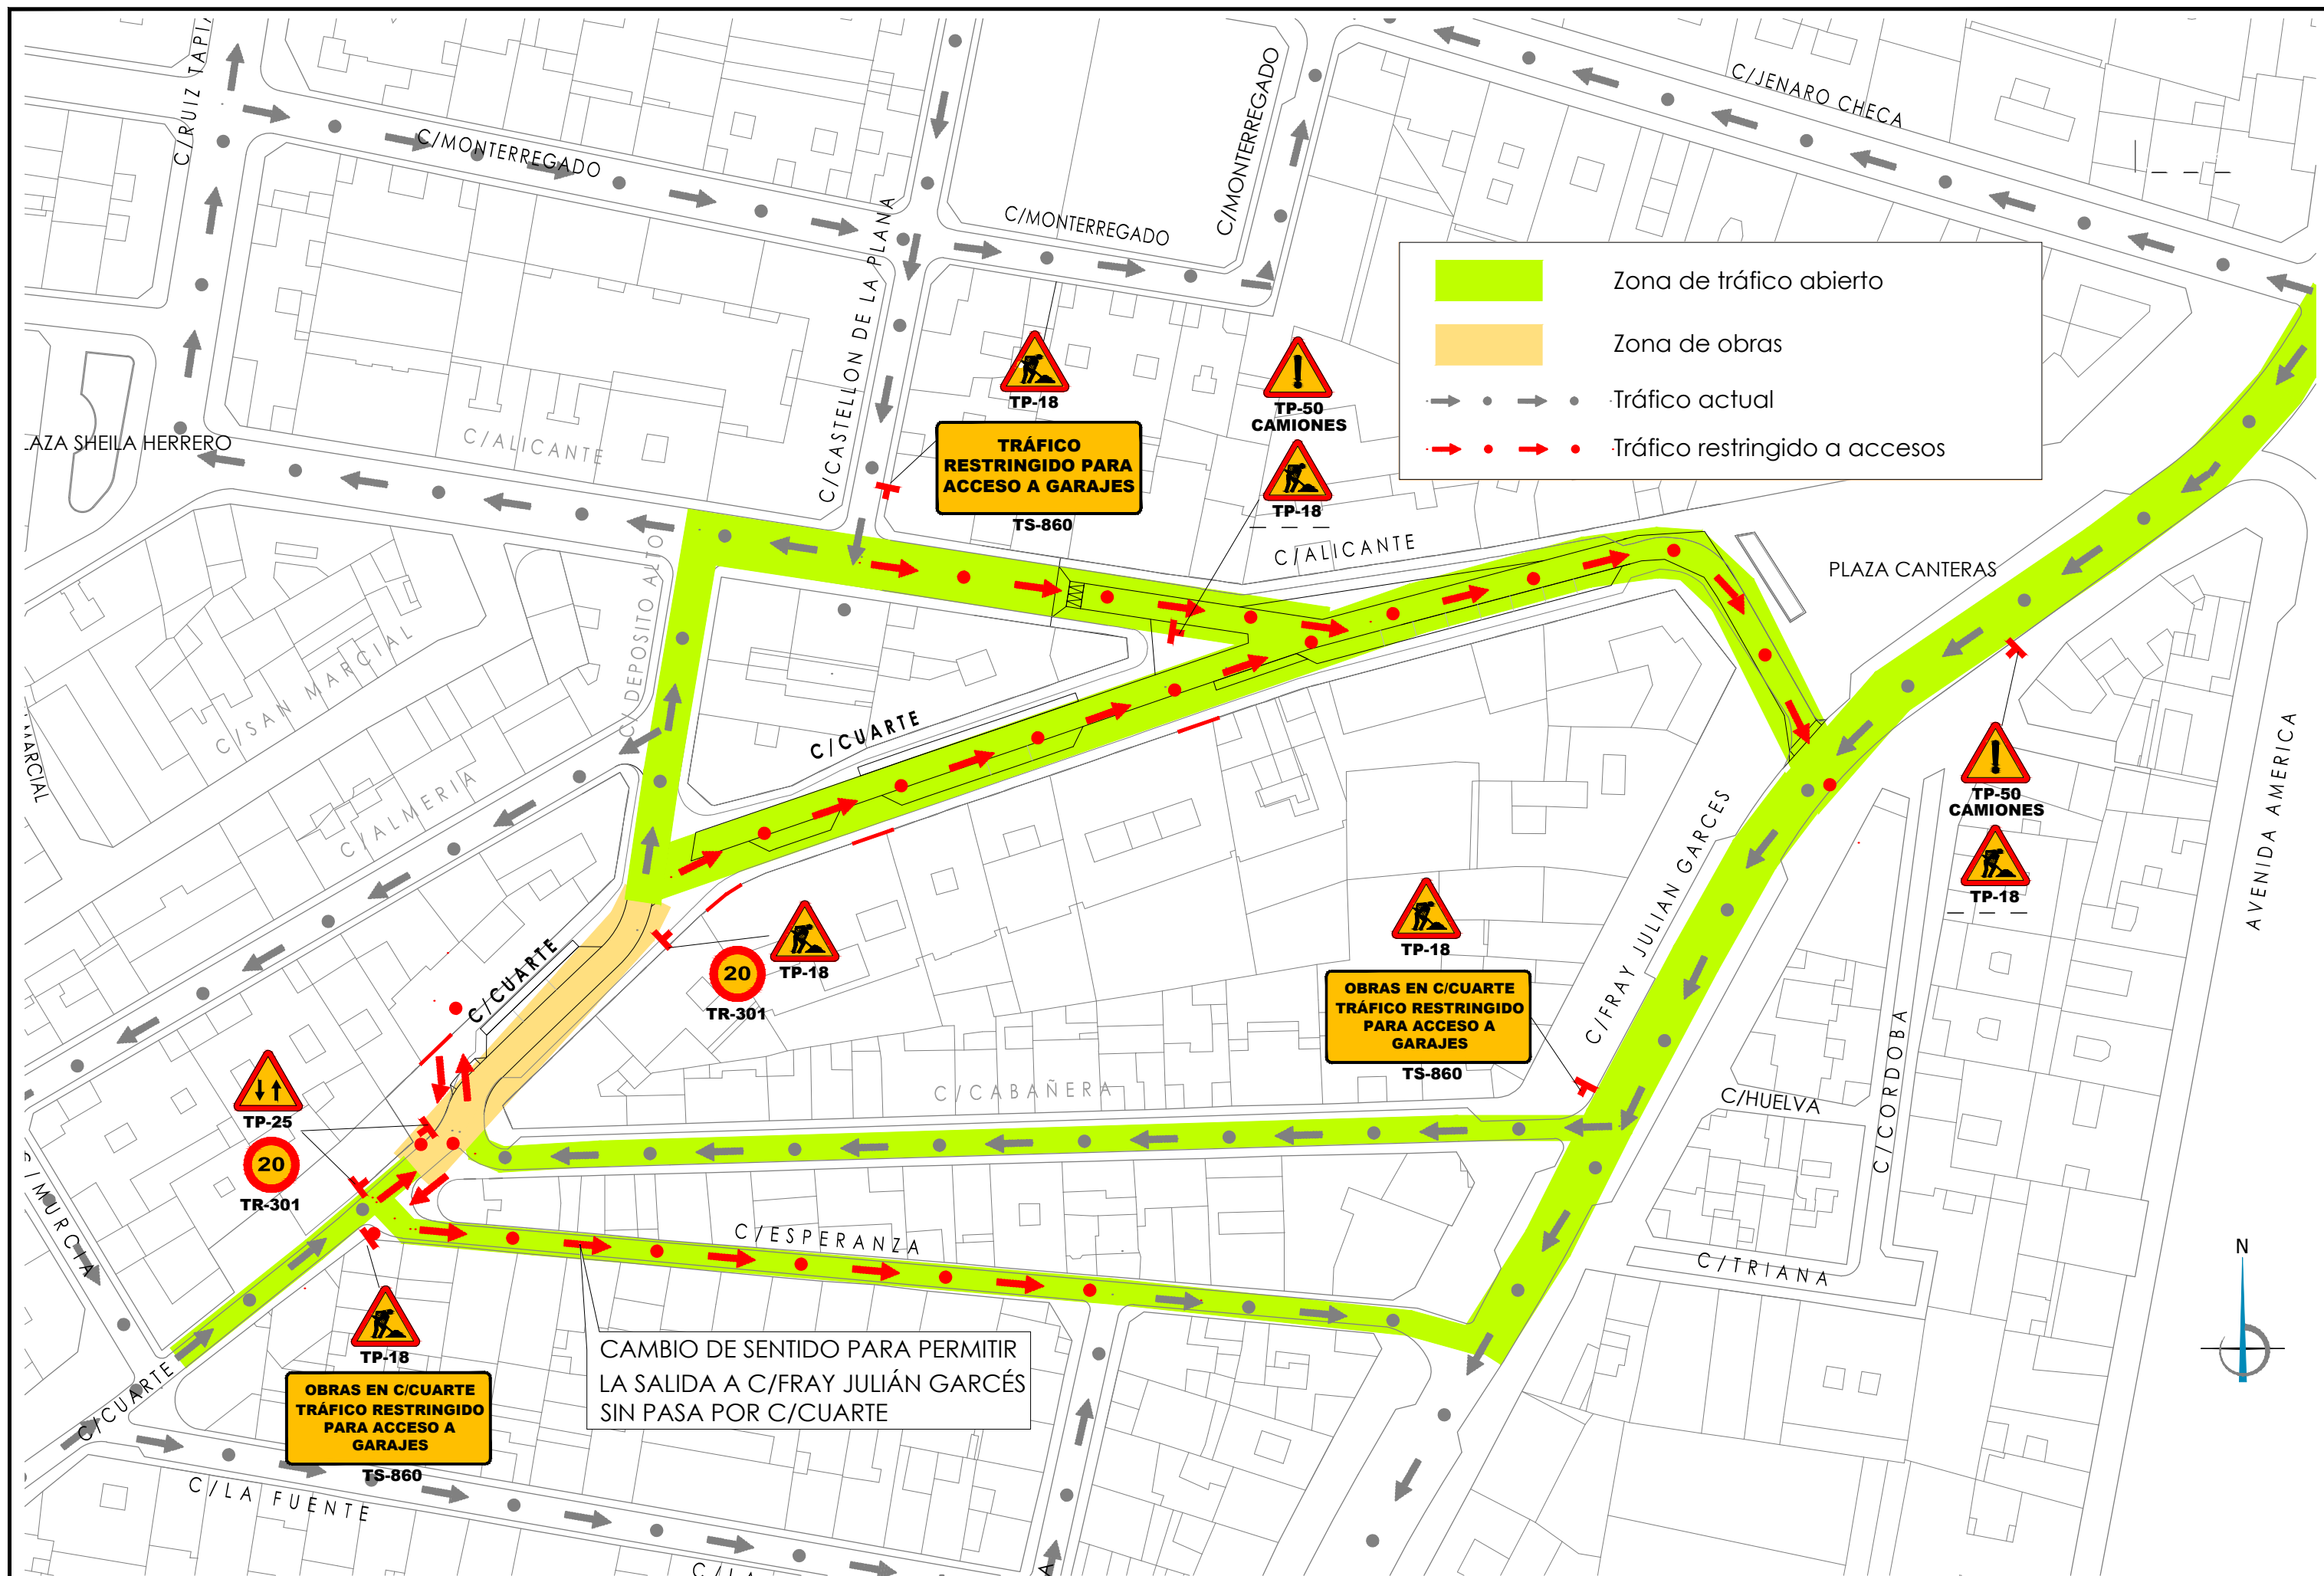 C/RUIZ TAPIA
C/MONTERREGADO
C/MONTERREGADO
C/MONTERREGADO
C/JENARO CHECA
C/CASTELLON DE LA PLANA
Zona de tráfico abierto
Zona de obras
Tráfico actual
Tráfico restringido a accesos
TP-18
TRÁFICO
RESTRINGIDO PARA
ACCESO A GARAJES
TS-860
TP-50
CAMIONES
TP-18
AZA SHEILA HERRERO
C/ALICANTE
C/ALICANTE
PLAZA CANTERAS
C/DEPOSITO ALTO
C/SAN MARCIAL
MARCIAL
C/ALMERIA
C/CUARTE
C/CUARTE
TP-50
CAMIONES
TP-18
AVENIDA AMERICA
C/FRAY JULIAN GARCES
20
TR-301
TP-18
TP-18
OBRAS EN C/CUARTE
TRÁFICO RESTRINGIDO
PARA ACCESO A
GARAJES
TS-860
C/CABAÑERA
C/HUELVA
C/CORDOBA
C/TRIANA
TP-25
20
TR-301
C/MURCIA
C/ESPERANZA
N
TP-18
OBRAS EN C/CUARTE
TRÁFICO RESTRINGIDO
PARA ACCESO A
GARAJES
TS-860
CAMBIO DE SENTIDO PARA PERMITIR
LA SALIDA A C/FRAY JULIÁN GARCÉS
SIN PASA POR C/CUARTE
C/CUARTE
C/LA FUENTE
C/LA